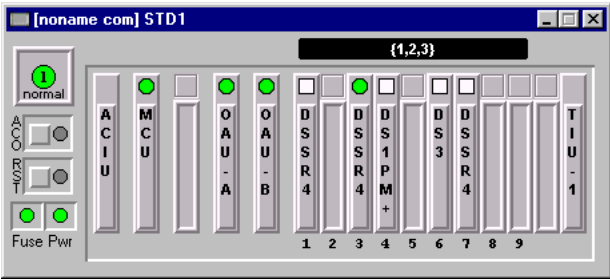 [noname com] STD1
{1,2,3}
1
normal
ACO
RST
Fuse Pwr
ACIU
MCU
OAU-A
OAU-B
DSSR4
DSSR4
DS1PM+
DS3
DSSR4
TIU-1
1 2 3 4 5 6 7 8 9